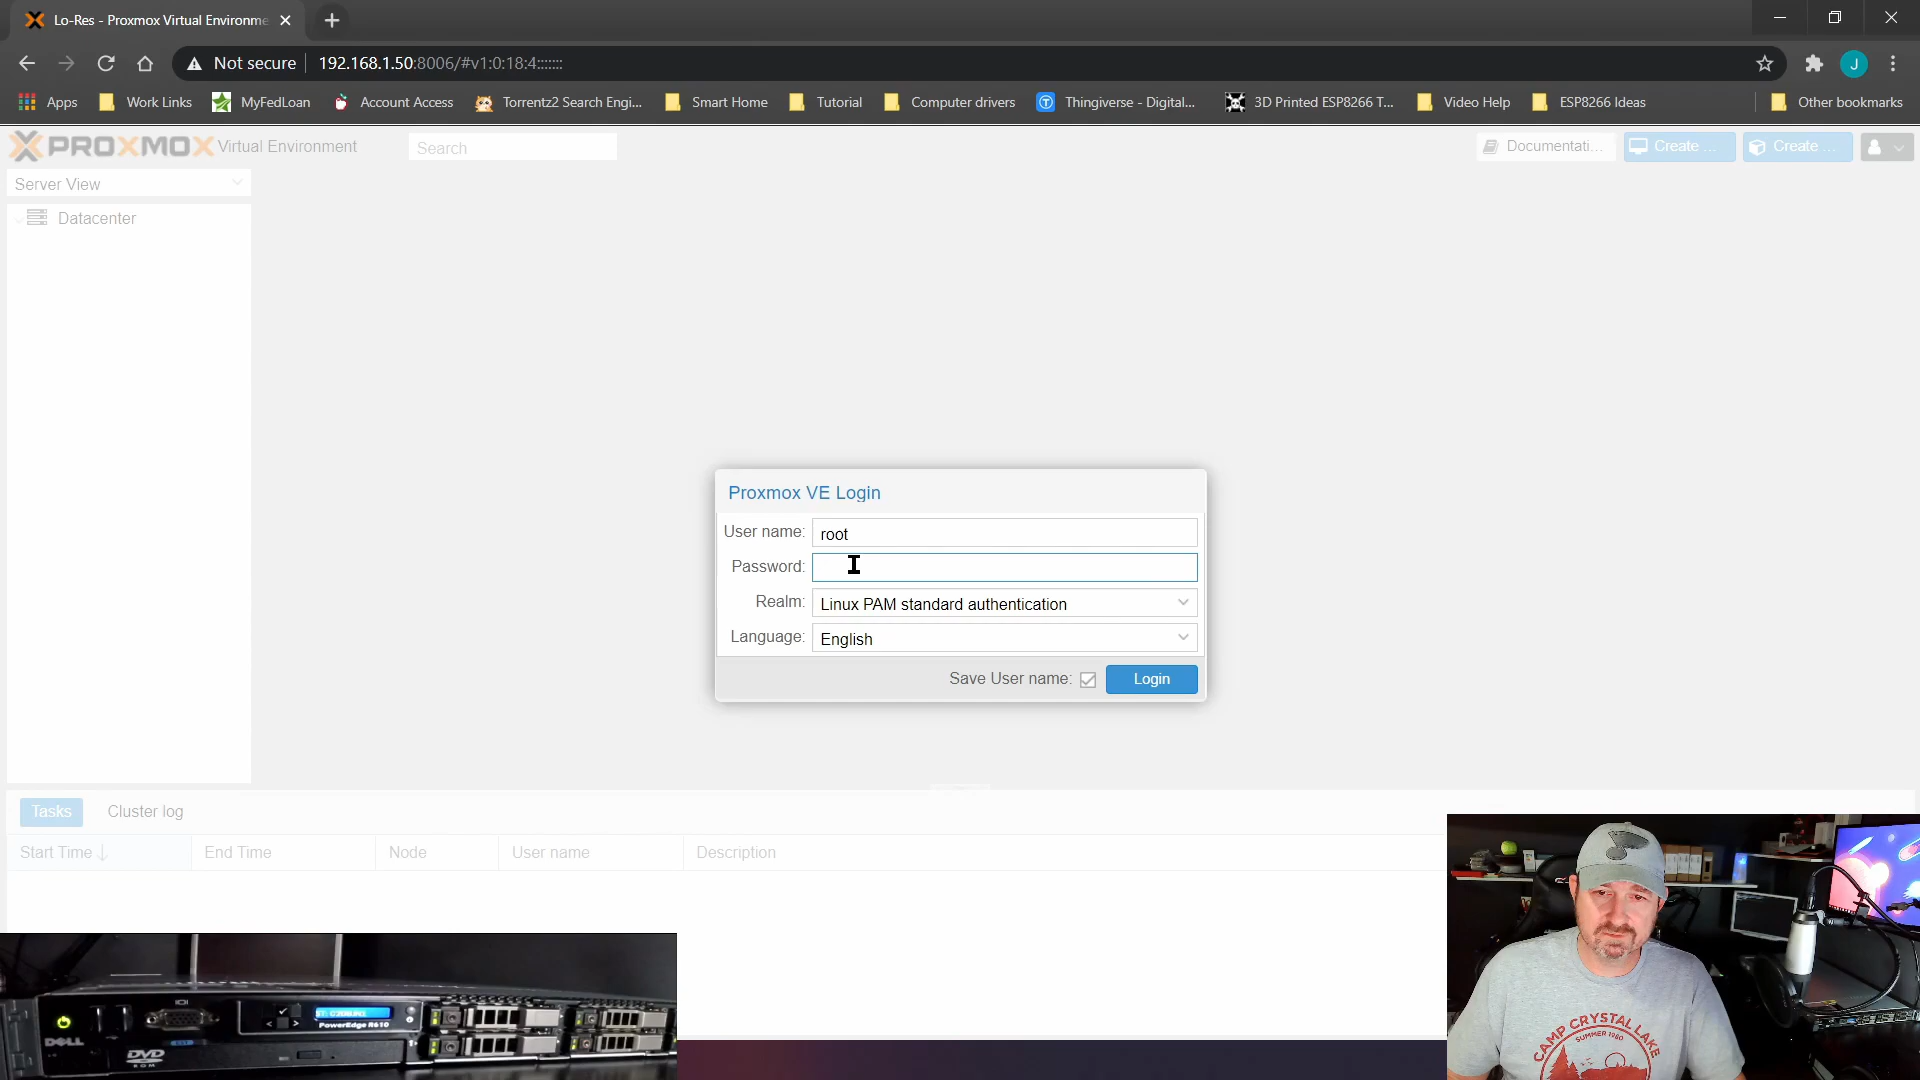 Lo-Res - Proxmox Virtual Environme
Not secure
192.168.1.50:8006/#v1:0:18:4:::::::
J
Apps
Work Links
MyFedLoan
Account Access
Torrentz2 Search Engi...
Smart Home
Tutorial
Computer drivers
Thingiverse - Digital...
3D Printed ESP8266 T...
Video Help
ESP8266 Ideas
Other bookmarks
PROXMOX Virtual Environment
Search
Documentati...
Create ...
Create ...
Server View
Datacenter
Proxmox VE Login
User name: root
Password:
Realm: Linux PAM standard authentication
Language: English
Save User name:
Login
Tasks
Cluster log
Start Time
End Time
Node
User name
Description
PowerEdge R610
DELL
DVD
ROM
CAMP CRYSTAL LAKE
SUMMER 1980